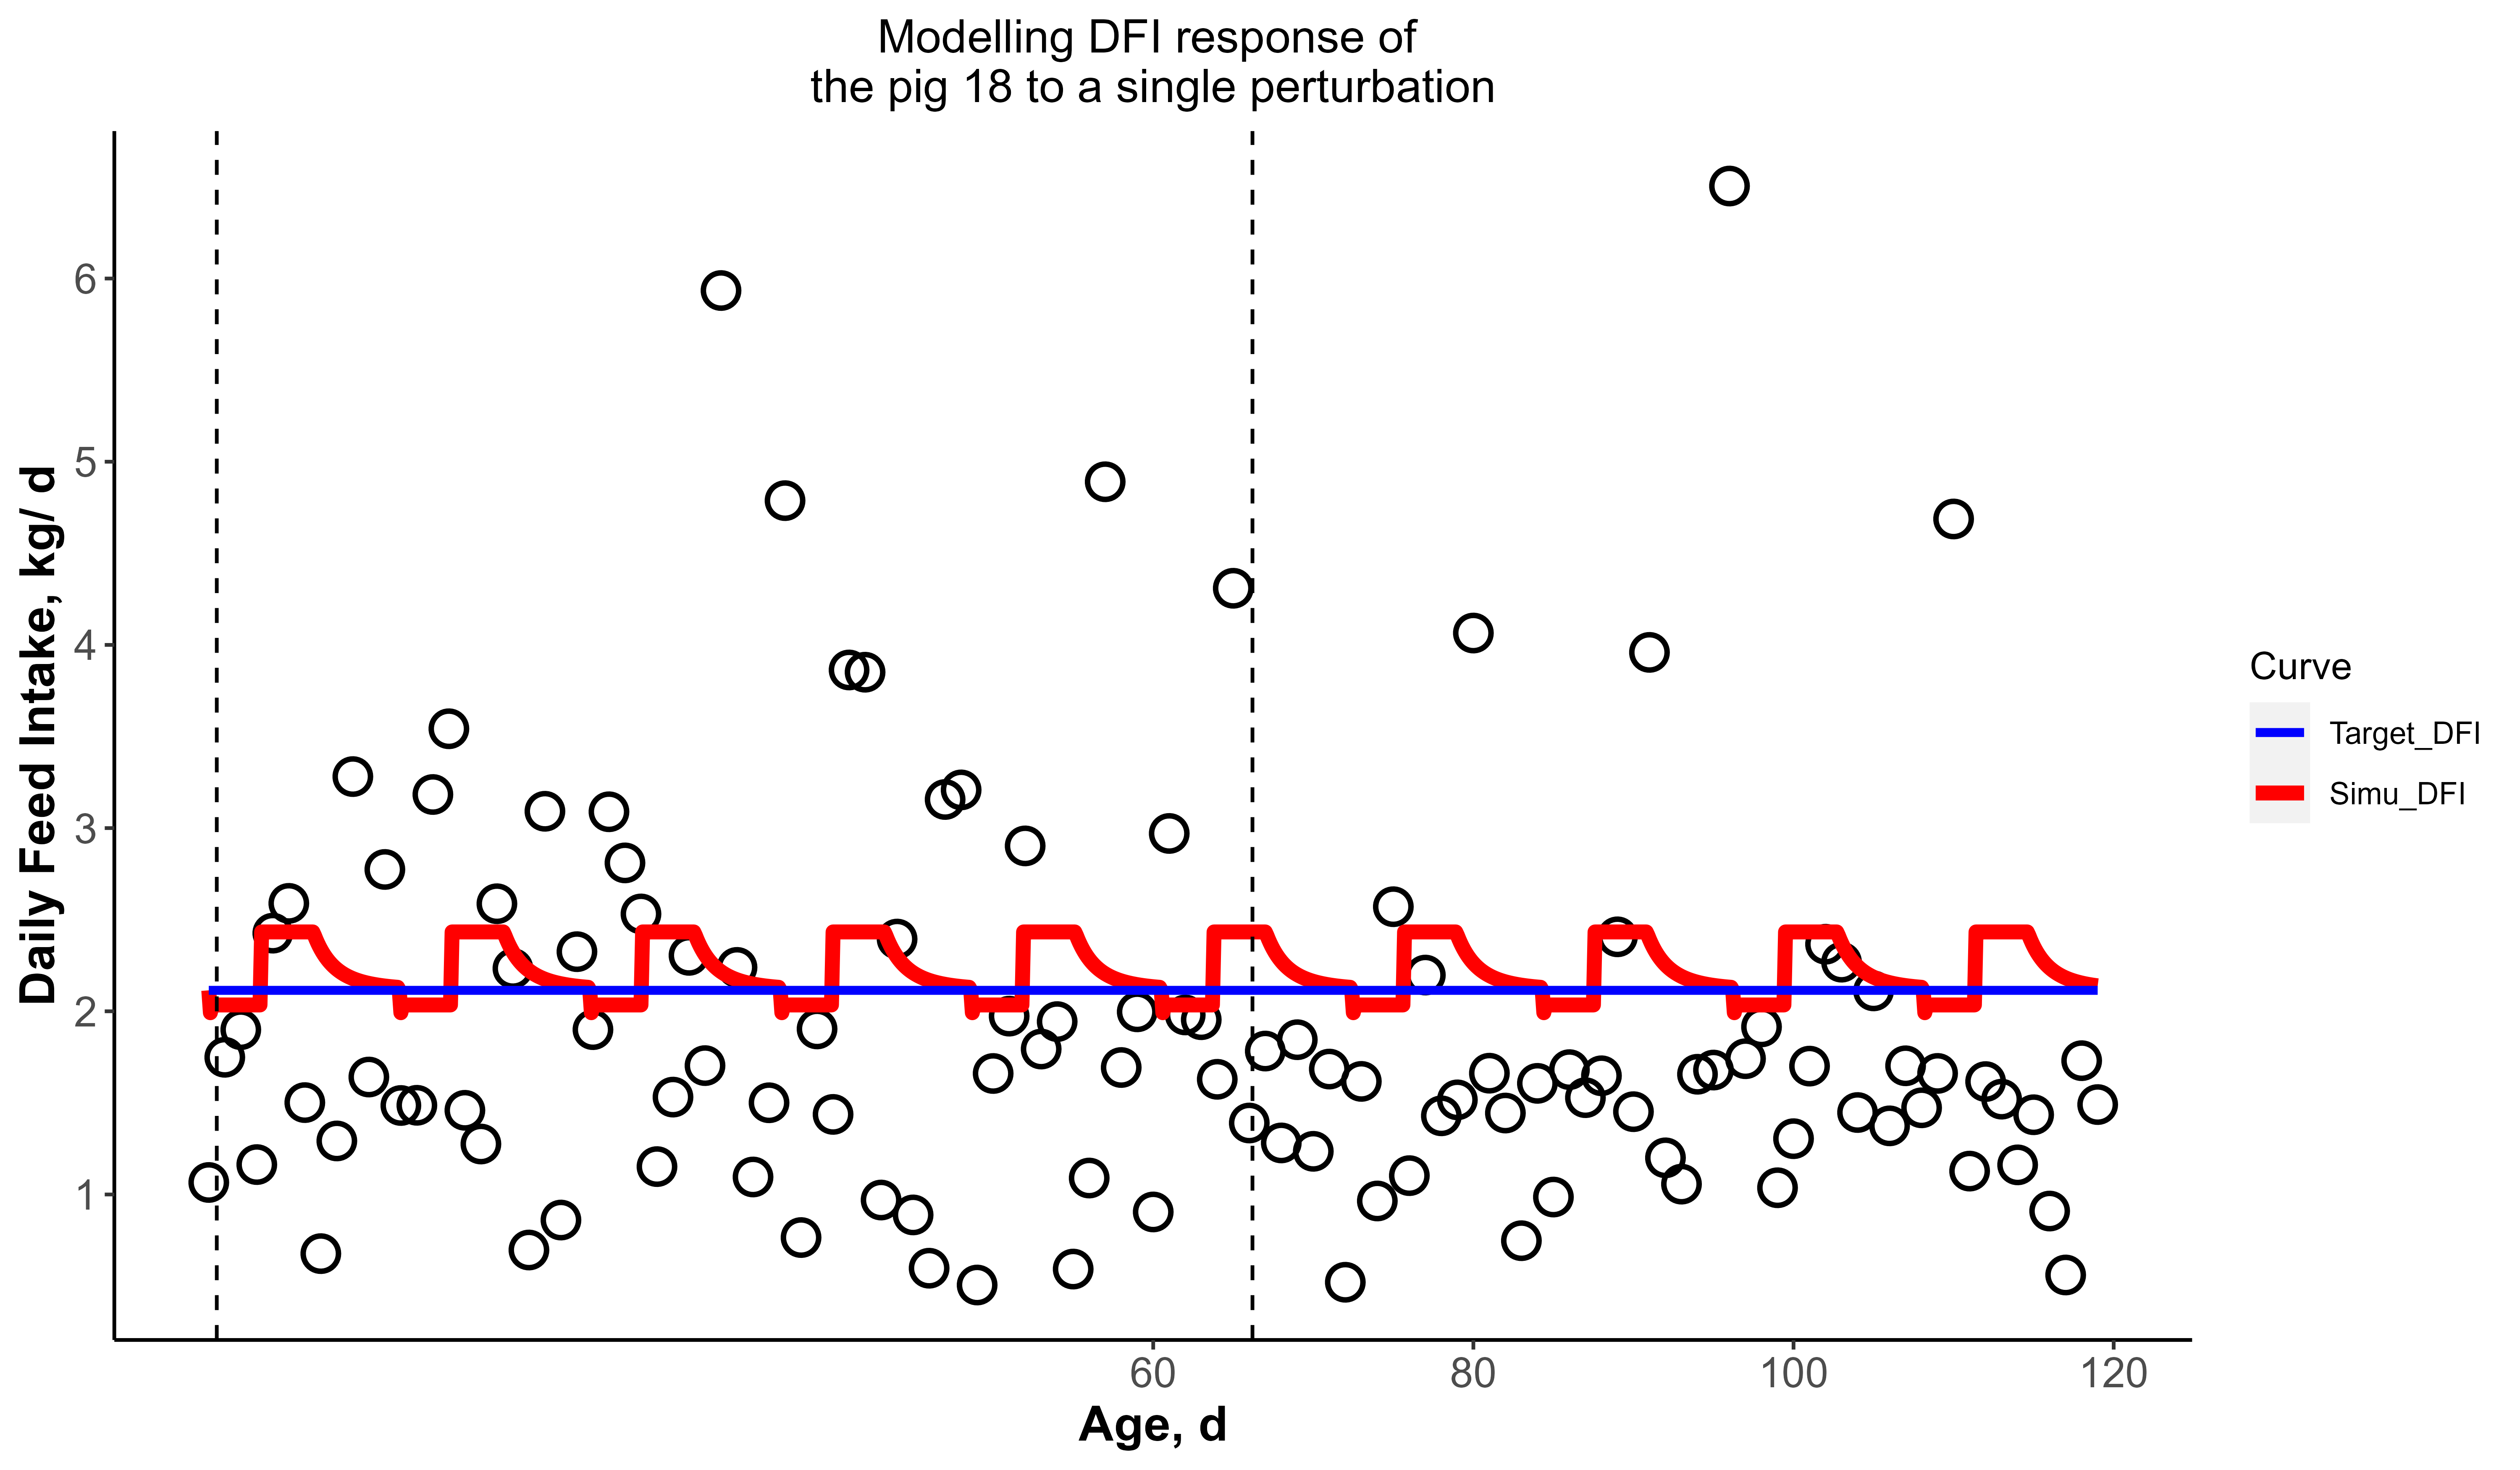 Modelling DFI response of
the pig 18 to a single perturbation
Daily Feed Intake, kg/ d
6
5
4
3
2
1
60 80 100 120
Age, d
Curve
Target_DFI
Simu_DFI